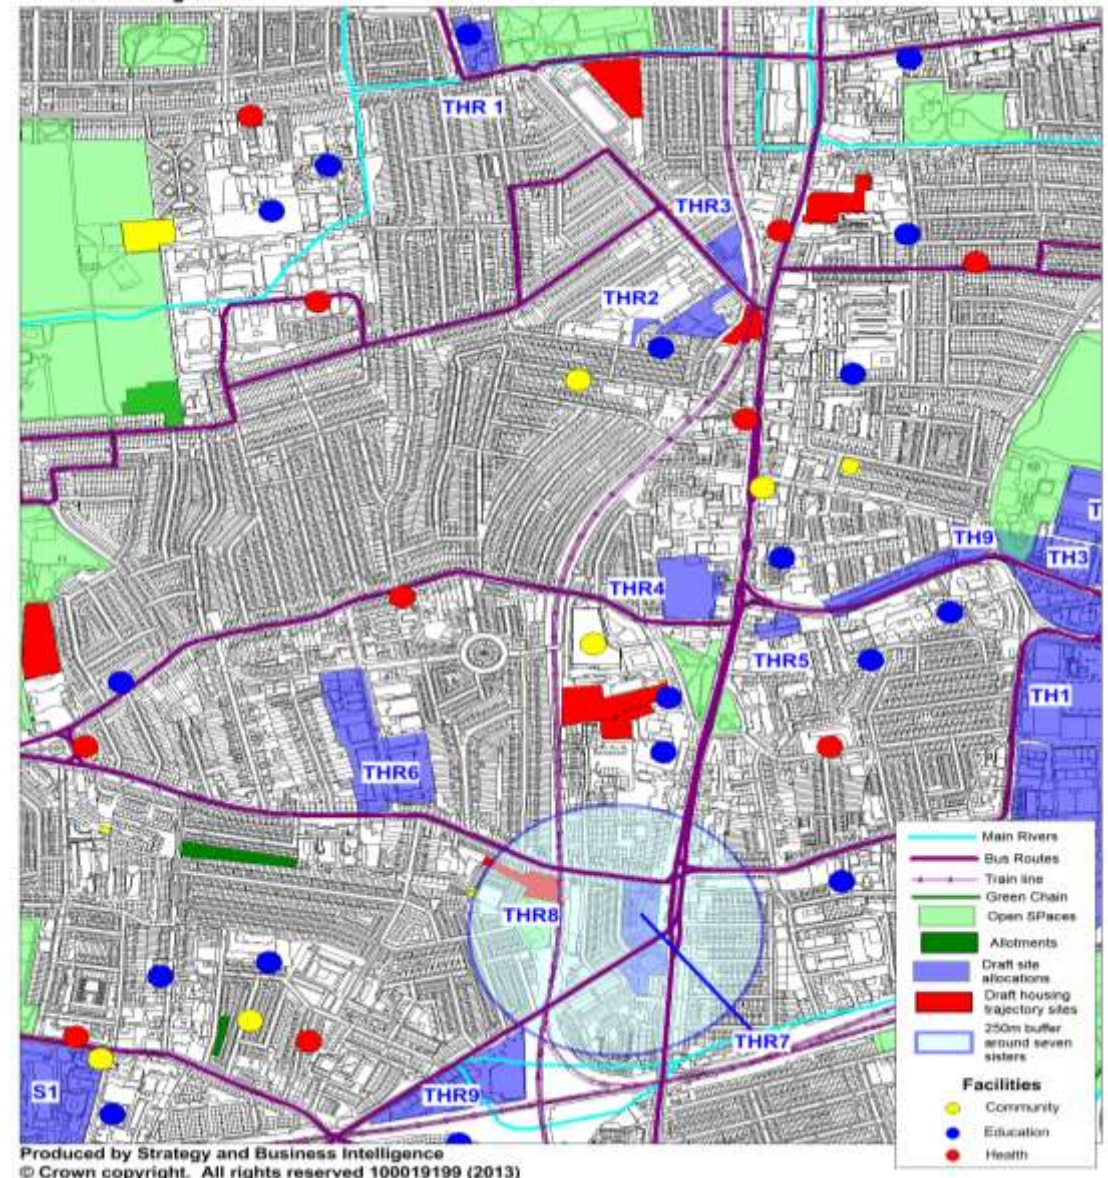 THR 1
THR3
THR2
TH9
TH3
THR4
THR5
TH1
THR6
THR8
THR7
THR9
S1
Main Rivers
Bus Routes
Train line
Green Chain
Open SPaces
Allotments
Draft site
allocations
Draft housing
trajectory sites
250m buffer
around seven
sisters
Facilities
Community
Education
Health
Produced by Strategy and Business Intelligence
© Crown copyright. All rights reserved 100019199 (2013)